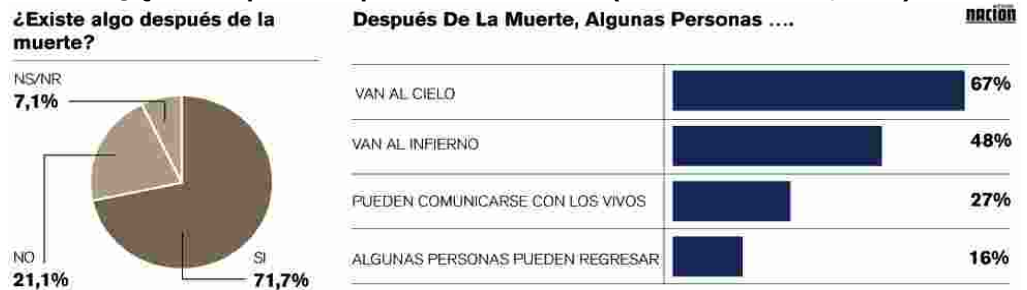 ¿Existe algo después de la
muerte?
NS/NR
7,1%
NO
21,1%
SI
71,7%
Después De La Muerte, Algunas Personas ....
nacion
VAN AL CIELO
67%
VAN AL INFIERNO
48%
PUEDEN COMUNICARSE CON LOS VIVOS
27%
ALGUNAS PERSONAS PUEDEN REGRESAR
16%